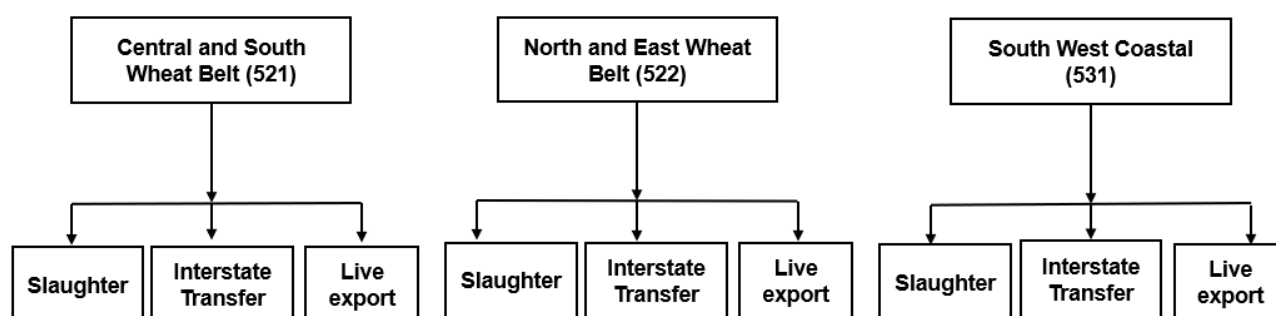 Central and South
Wheat Belt (521)
North and East Wheat
Belt (522)
South West Coastal
(531)
Slaughter
Interstate
Transfer
Live
export
Slaughter
Interstate
Transfer
Live
export
Slaughter
Interstate
Transfer
Live
export